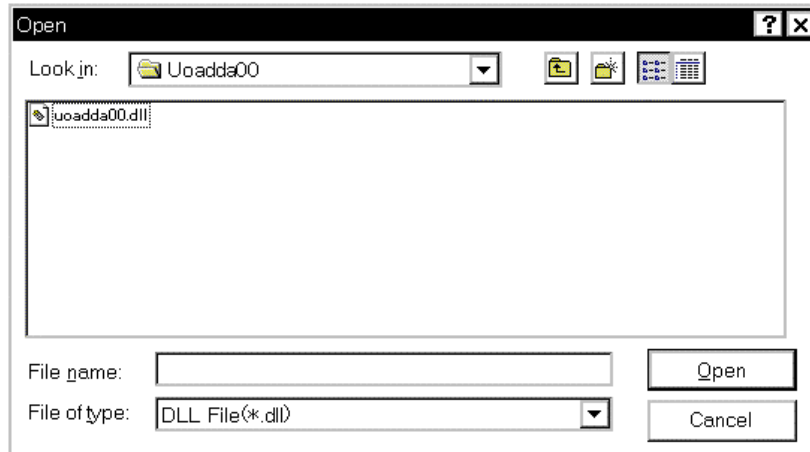 Open
Look in: Uoadda00
uoadda00.dll
File name: Open
File of type: DLL File(*.dll)
Cancel